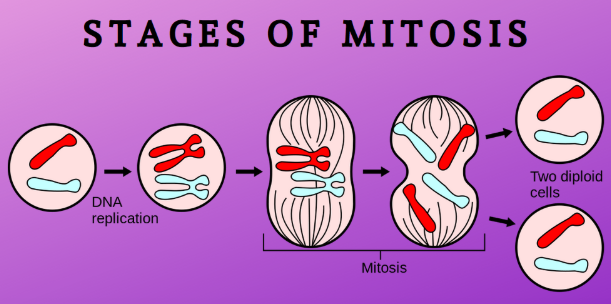 STAGES OF MITOSIS
DNA
replication
Mitosis
Two diploid
cells